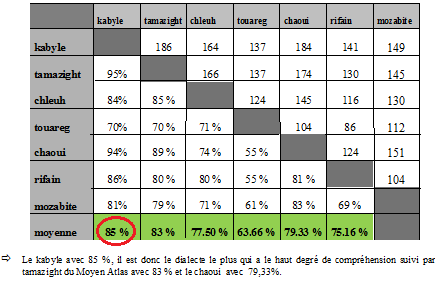 kabyle tamazight chleuh touareg chaoui rifain mozabite
kabyle 186 164 137 184 141 149
tamazight 95% 166 137 174 130 145
chleuh 84% 85 % 124 145 116 130
touareg 70% 70 % 71 % 104 86 112
chaoui 94% 89 % 74 % 55 % 124 151
rifain 86% 80 % 80 % 55 % 81 % 104
mozabite 81% 79 % 71 % 61 % 83 % 69 %
moyenne 85 % 83 % 77.50 % 63.66 % 79.33 % 75.16 %
⇨ Le kabyle avec 85 %, il est donc le dialecte le plus qui a le haut degré de compréhension suivi par
tamazight du Moyen Atlas avec 83 % et le chaoui avec 79,33%.